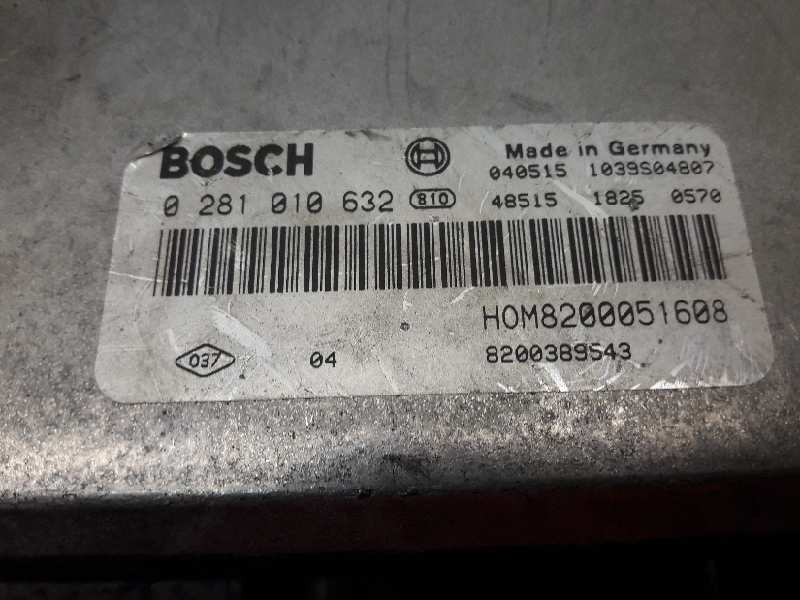 BOSCH Made in Germany
040515 1039S04807
0 281 010 632 810 48515 1825 0570
HOM8200051608
037 04 8200389543